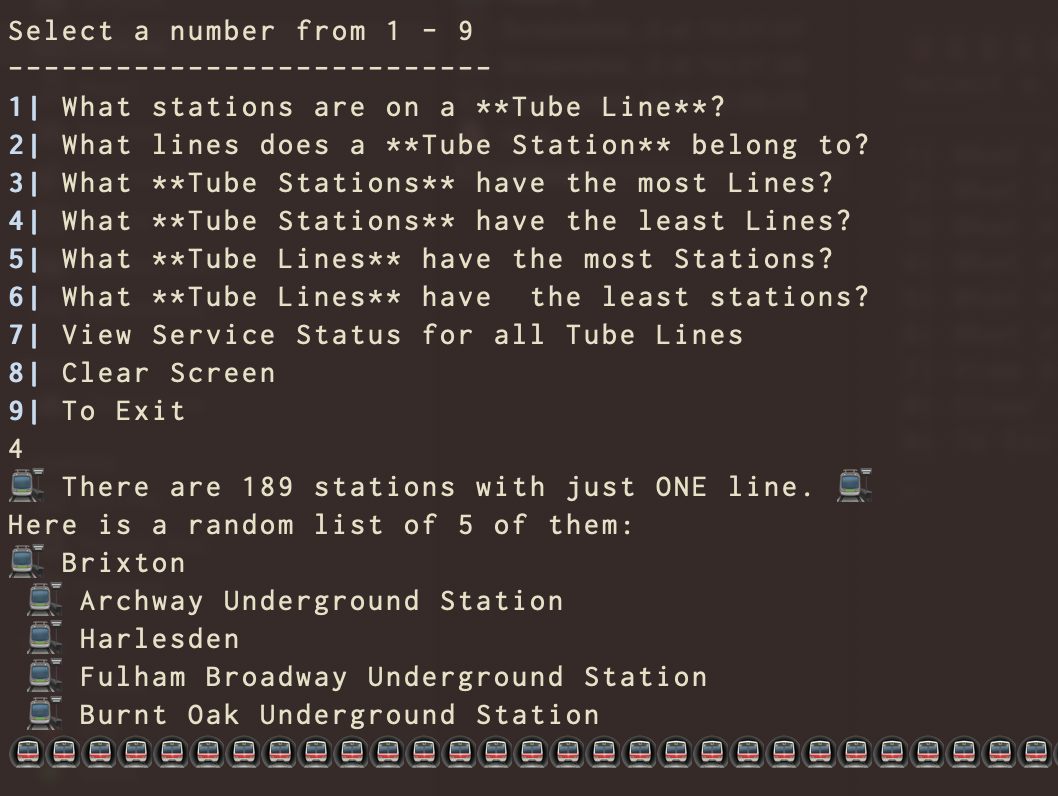 Select a number from 1 - 9
---------------------------
1| What stations are on a **Tube Line**?
2| What lines does a **Tube Station** belong to?
3| What **Tube Stations** have the most Lines?
4| What **Tube Stations** have the least Lines?
5| What **Tube Lines** have the most Stations?
6| What **Tube Lines** have  the least stations?
7| View Service Status for all Tube Lines
8| Clear Screen
9| To Exit
4
🚊 There are 189 stations with just ONE line. 🚊
Here is a random list of 5 of them:
🚊 Brixton
🚊 Archway Underground Station
🚊 Harlesden
🚊 Fulham Broadway Underground Station
🚊 Burnt Oak Underground Station